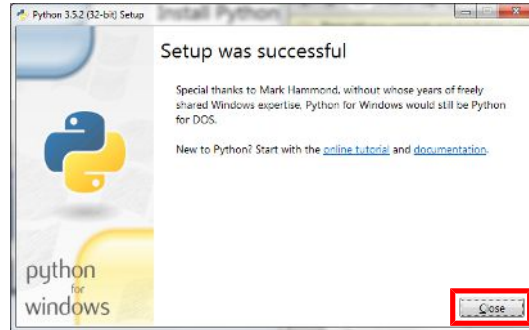 Python 3.5.2 (32-bit) Setup
Install Python
Setup was successful
Special thanks to Mark Hammond, without whose years of freely
shared Windows expertise, Python for Windows would still be Python
for DOS.
New to Python? Start with the online tutorial and documentation.
python
for
windows
Close